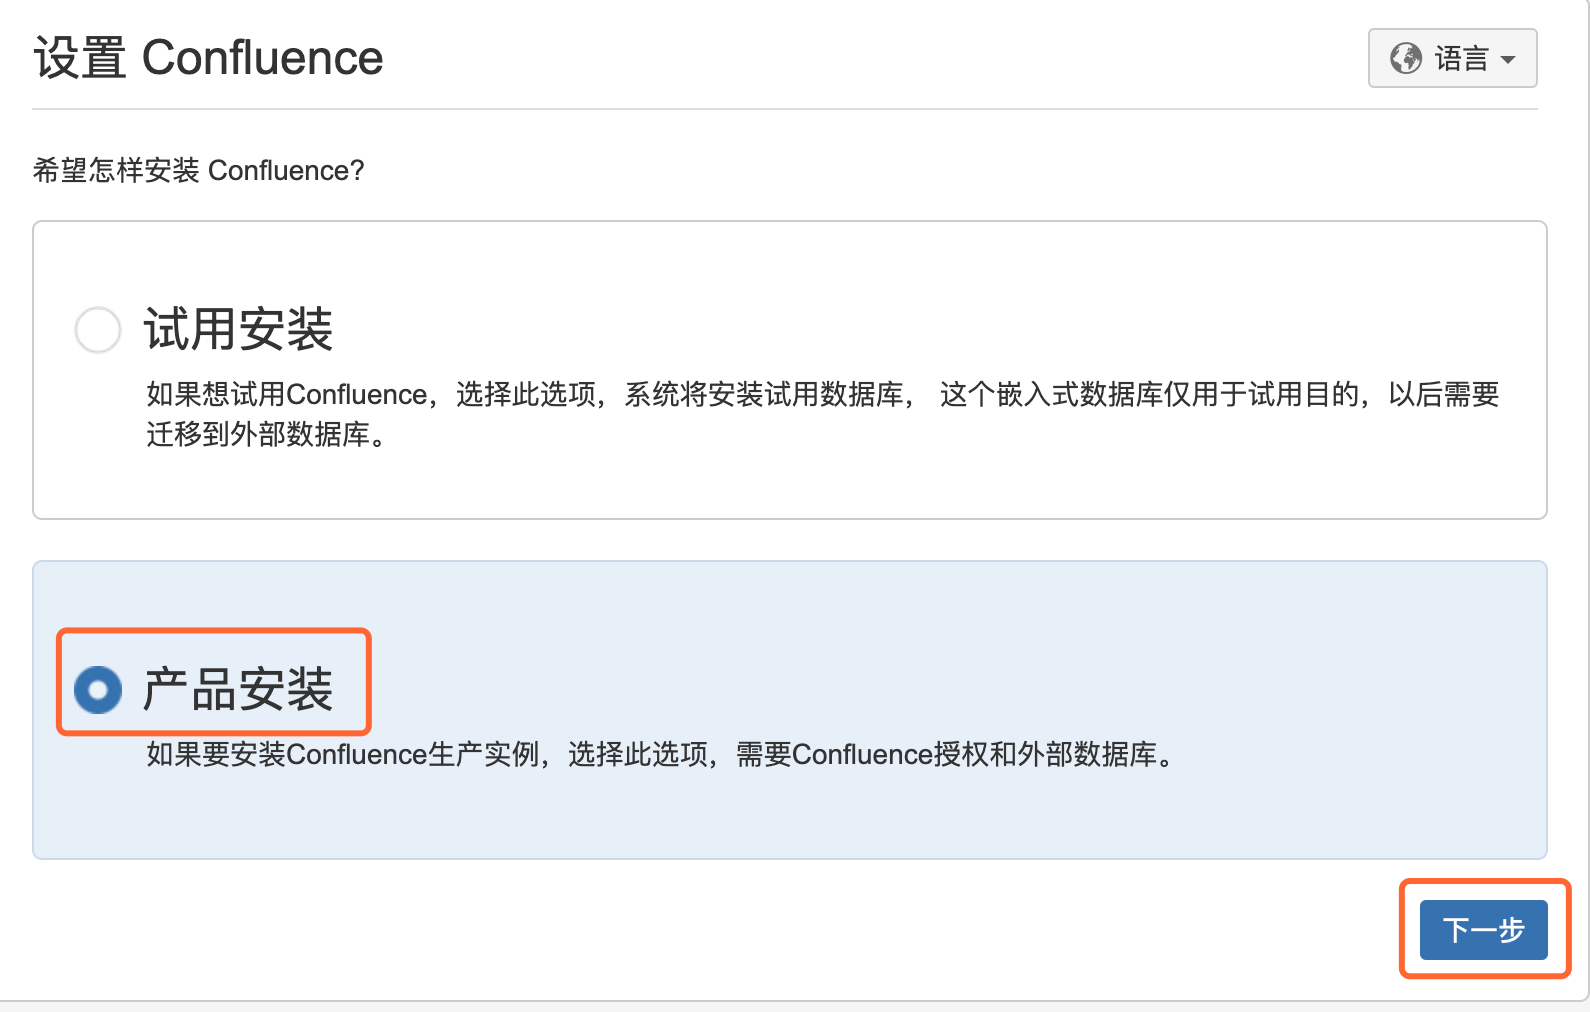 设置 Confluence
语言
希望怎样安装 Confluence?
试用安装
如果想试用Confluence，选择此选项，系统将安装试用数据库， 这个嵌入式数据库仅用于试用目的，以后需要
迁移到外部数据库。
产品安装
如果要安装Confluence生产实例，选择此选项，需要Confluence授权和外部数据库。
下一步